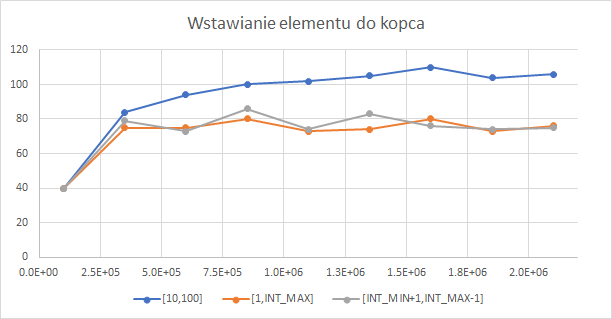 Wstawianie elementu do kopca
120
100
80
60
40
20
0
0.0E+00 2.5E+05 5.0E+05 7.5E+05 1.0E+06 1.3E+06 1.5E+06 1.8E+06 2.0E+06
[10,100] [1,INT_MAX] [INT_MIN+1,INT_MAX-1]